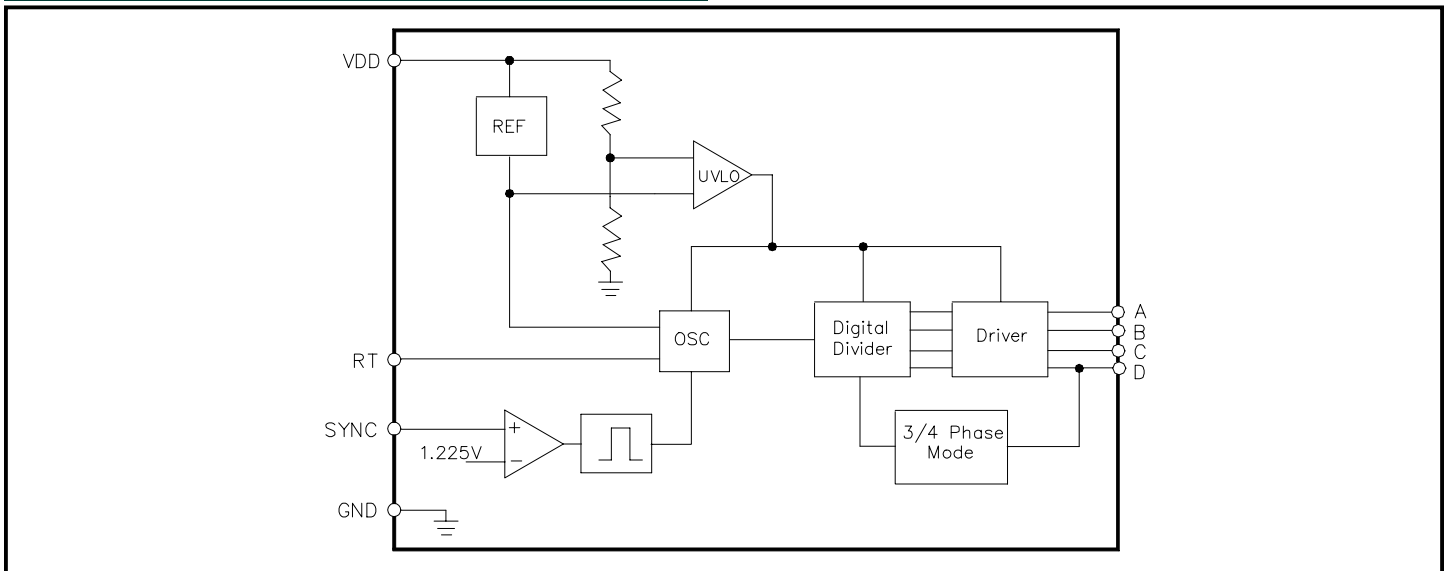 VDD
REF
UVLO
RT
OSC
Digital
Divider
Driver
A
B
C
D
SYNC
1.225V
+
−
3/4 Phase
Mode
GND